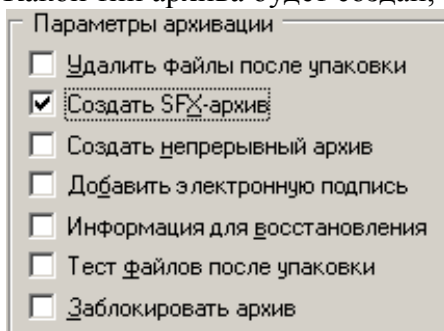 Параметры архивации
Удалить файлы после упаковки
Создать SFX-архив
Создать непрерывный архив
Добавить электронную подпись
Информация для восстановления
Тест файлов после упаковки
Заблокировать архив